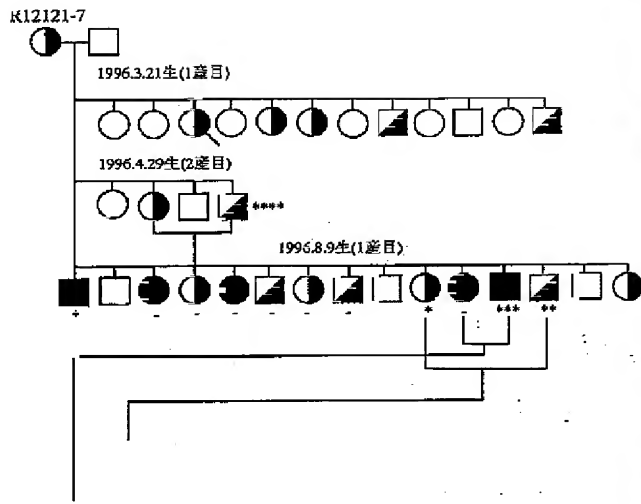 R12121-7
1996.3.21生(1産目)
1996.4.29生(2産目)
****
1996.8.9生(1産目)
+ - - - - - - * - *** **